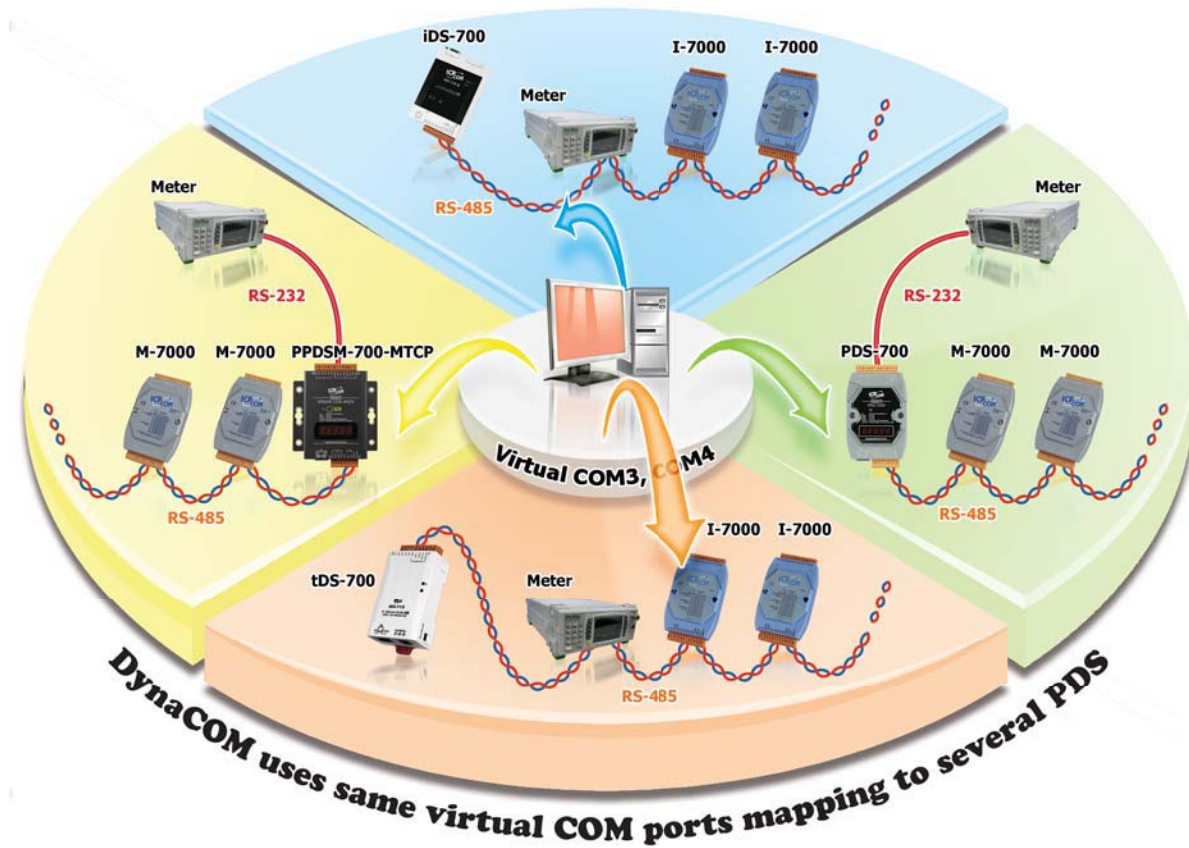 iDS-700
I-7000
I-7000
Meter
RS-485
Meter
RS-232
M-7000
M-7000
PPDSM-700-MTCP
RS-485
Meter
RS-232
PDS-700
M-7000
M-7000
RS-485
Virtual COM3, COM4
tDS-700
Meter
I-7000
I-7000
RS-485
DynaCOM uses same virtual COM ports mapping to several PDS